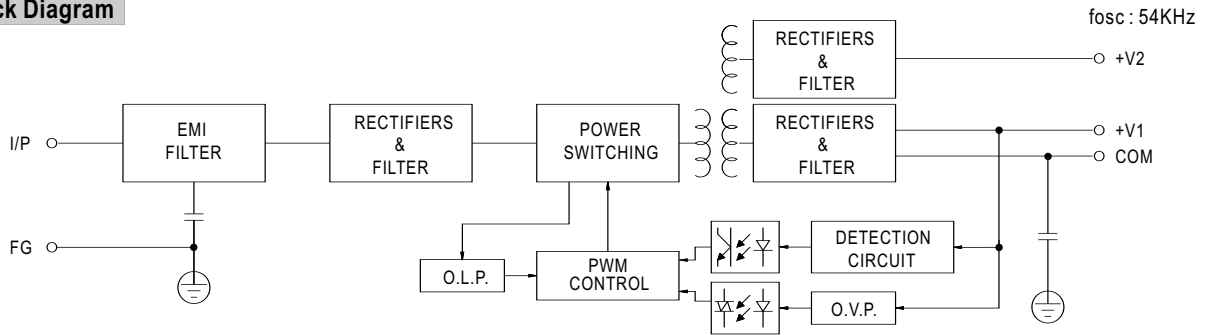 ck Diagram
fosc : 54KHz
RECTIFIERS
&
FILTER
+V2
I/P
EMI
FILTER
RECTIFIERS
&
FILTER
POWER
SWITCHING
RECTIFIERS
&
FILTER
+V1
COM
FG
O.L.P.
PWM
CONTROL
DETECTION
CIRCUIT
O.V.P.